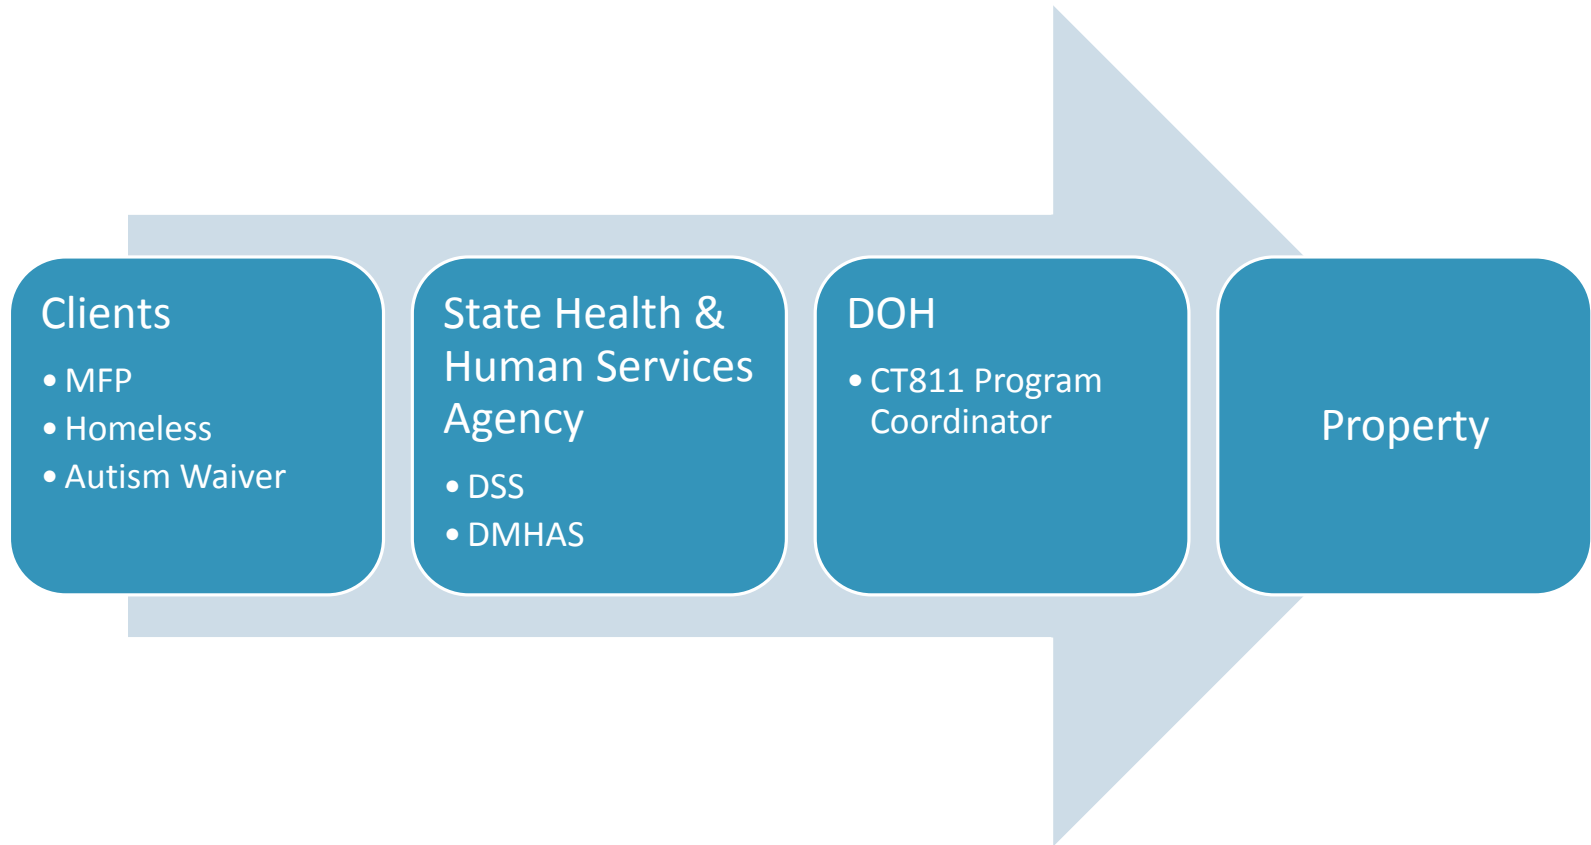 Clients
• MFP
• Homeless
• Autism Waiver
State Health &
Human Services
Agency
• DSS
• DMHAS
DOH
• CT811 Program
Coordinator
Property